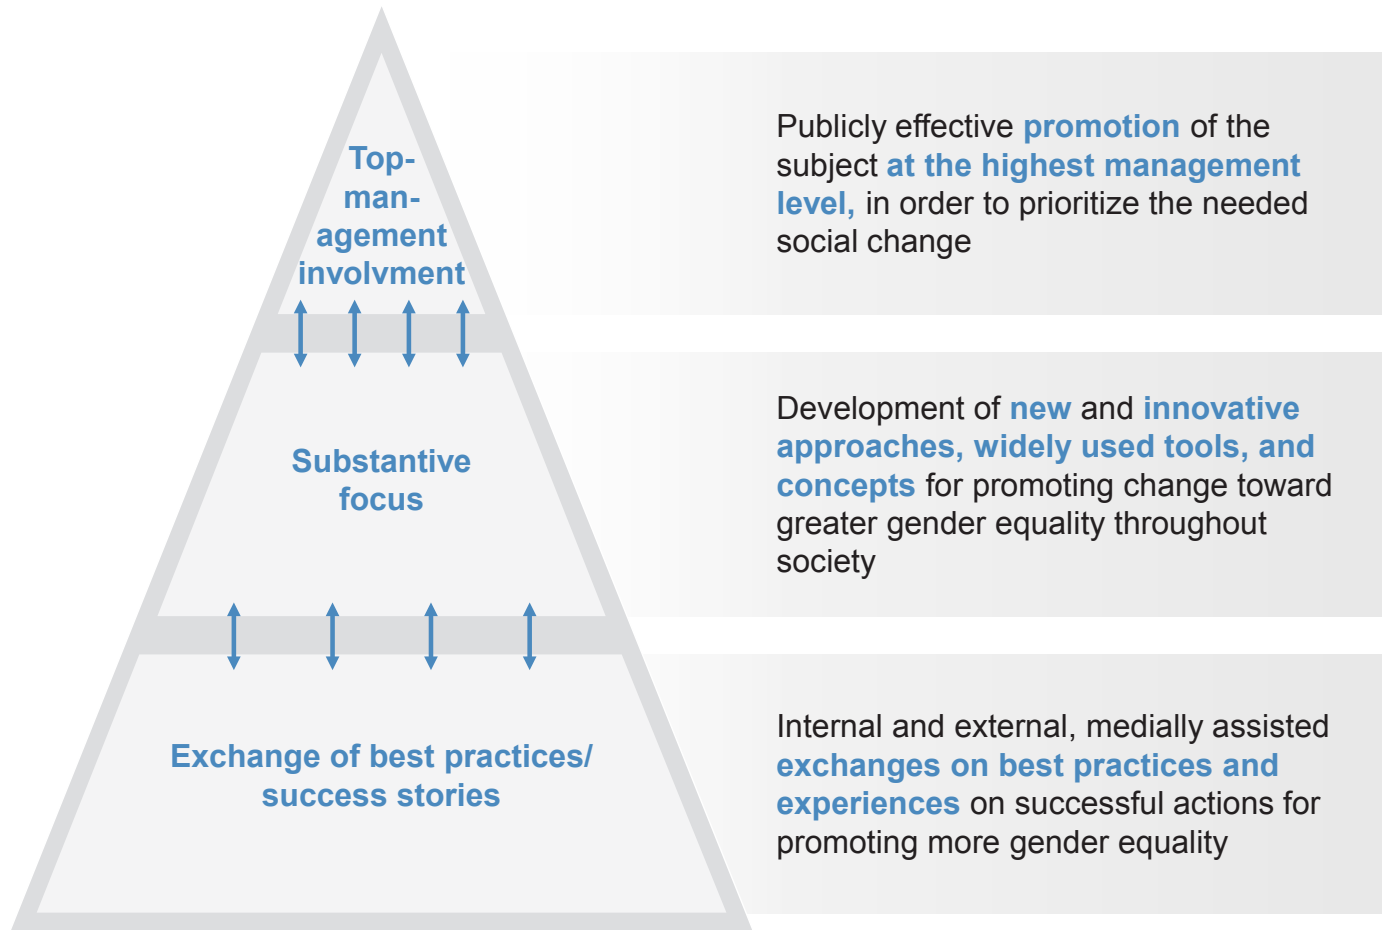 Top-
man-
agement
involvment
Publicly effective promotion of the
subject at the highest management
level, in order to prioritize the needed
social change
Substantive
focus
Development of new and innovative
approaches, widely used tools, and
concepts for promoting change toward
greater gender equality throughout
society
Exchange of best practices/
success stories
Internal and external, medially assisted
exchanges on best practices and
experiences on successful actions for
promoting more gender equality